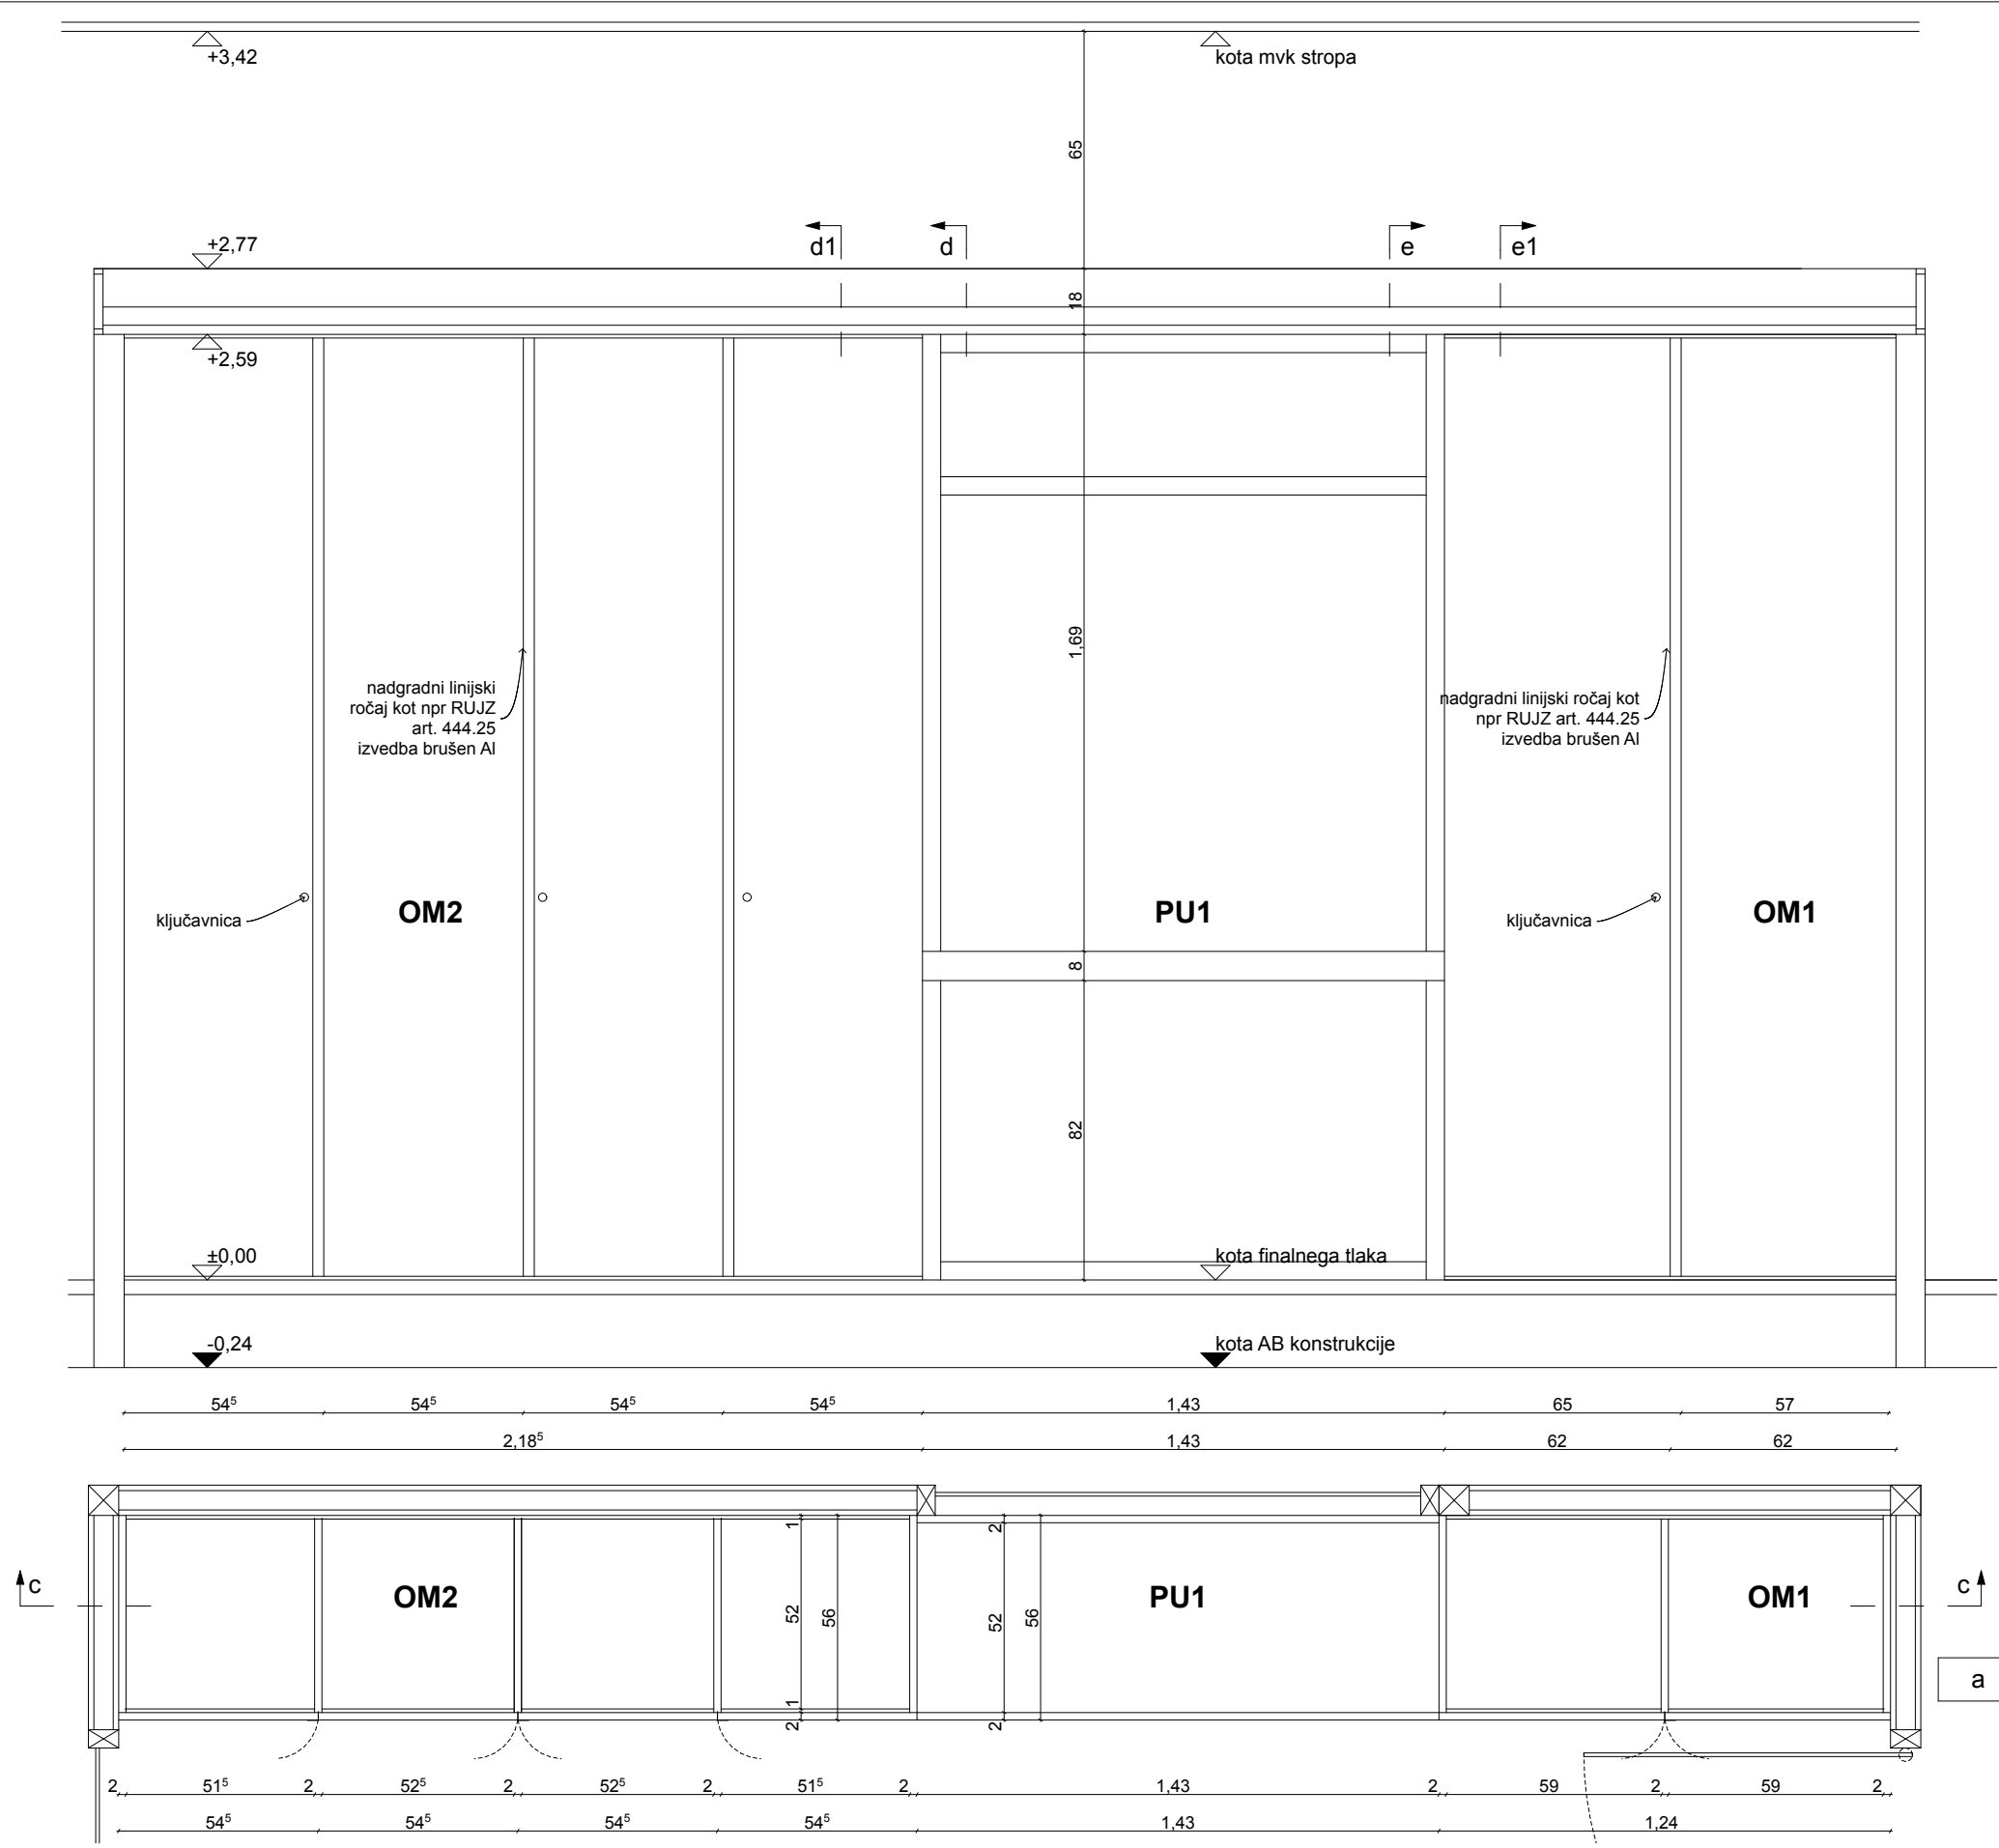 +3,42
kota mvk stropa
65
+2,77
d1
d
e
e1
18
+2,59
1,69
nadgradni linijski
ročaj kot npr RUJZ
art. 444.25
izvedba brušen Al
nadgradni linijski ročaj kot
npr RUJZ art. 444.25
izvedba brušen Al
ključavnica
OM2
PU1
ključavnica
OM1
8
82
±0,00
kota finalnega tlaka
-0,24
kota AB konstrukcije
54⁵ 54⁵ 54⁵ 54⁵ 1,43 65 57
2,18⁵ 1,43 62 62
1
2
c
OM2
52
56
52
56
PU1
OM1
c
a
1
2
2
2 51⁵ 2 52⁵ 2 52⁵ 2 51⁵ 2 1,43 2 59 2 59 2
54⁵ 54⁵ 54⁵ 54⁵ 1,43 1,24